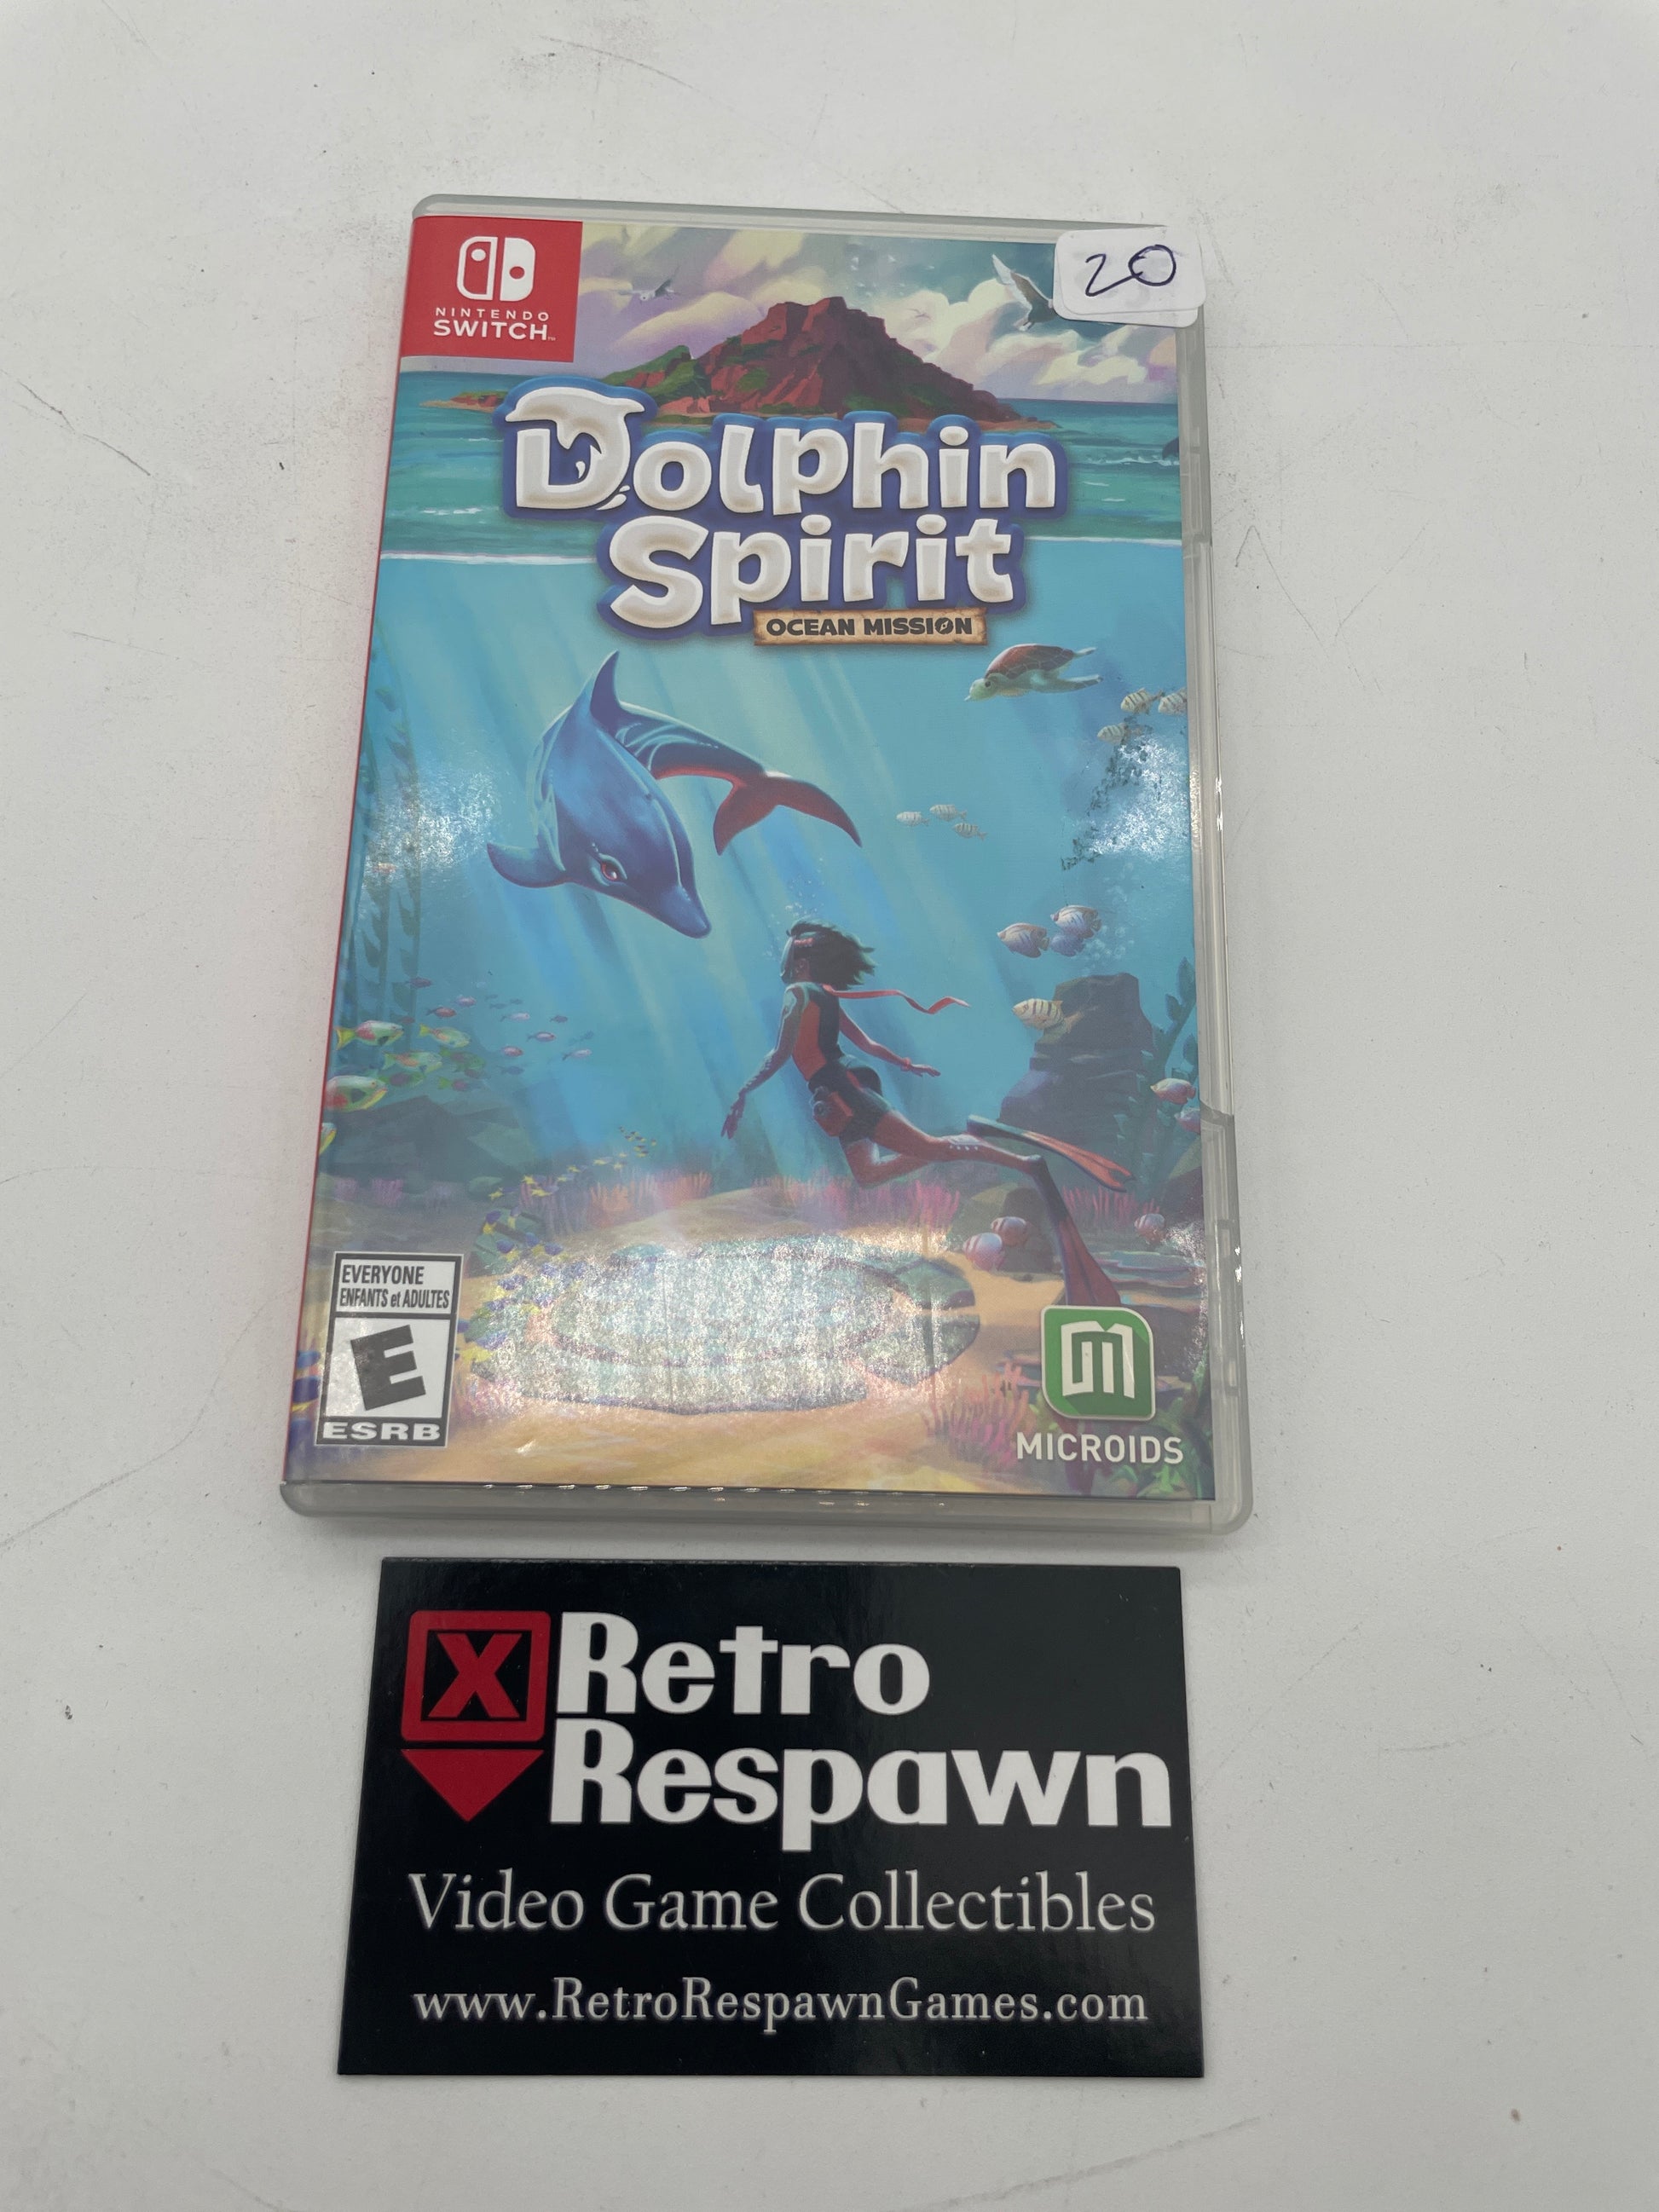 NINTENDO
SWITCH™
20
Dolphin
Spirit
OCEAN MISSION
EVERYONE
ENFANTS et ADULTES
E
ESRB
MICROIDS
X Retro
Respawn
Video Game Collectibles
www.RetroRespawnGames.com